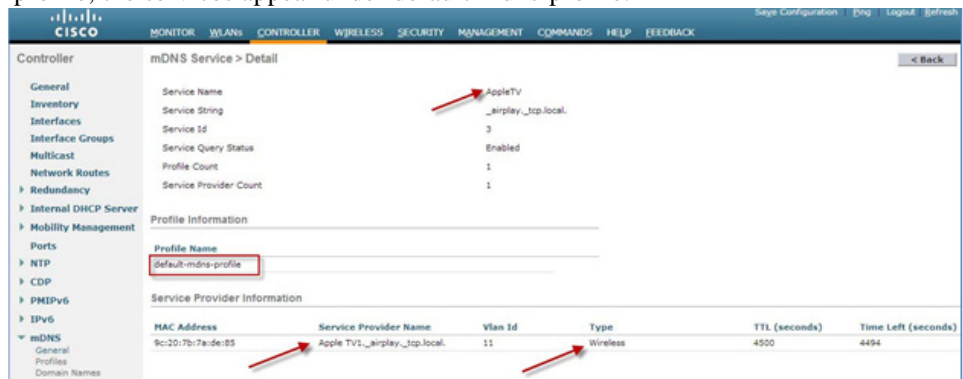 profile, the services appear under default mdns profile.
CISCO
MONITOR WLANs CONTROLLER WIRELESS SECURITY MANAGEMENT COMMANDS HELP FEEDBACK
Save Configuration Ping Logout Refresh
Controller
mDNS Service > Detail
< Back
General
Inventory
Interfaces
Interface Groups
Multicast
Network Routes
Redundancy
Internal DHCP Server
Mobility Management
Ports
NTP
CDP
PMIPv6
IPv6
mDNS
General
Profiles
Domain Names
Service Name AppleTV
Service String _airplay._tcp.local.
Service Id 3
Service Query Status Enabled
Profile Count 1
Service Provider Count 1
Profile Information
Profile Name
default-mdns-profile
Service Provider Information
MAC Address Service Provider Name Vlan Id Type TTL (seconds) Time Left (seconds)
9c:20:7b:7a:de:85 Apple TV1._airplay._tcp.local. 11 Wireless 4500 4494